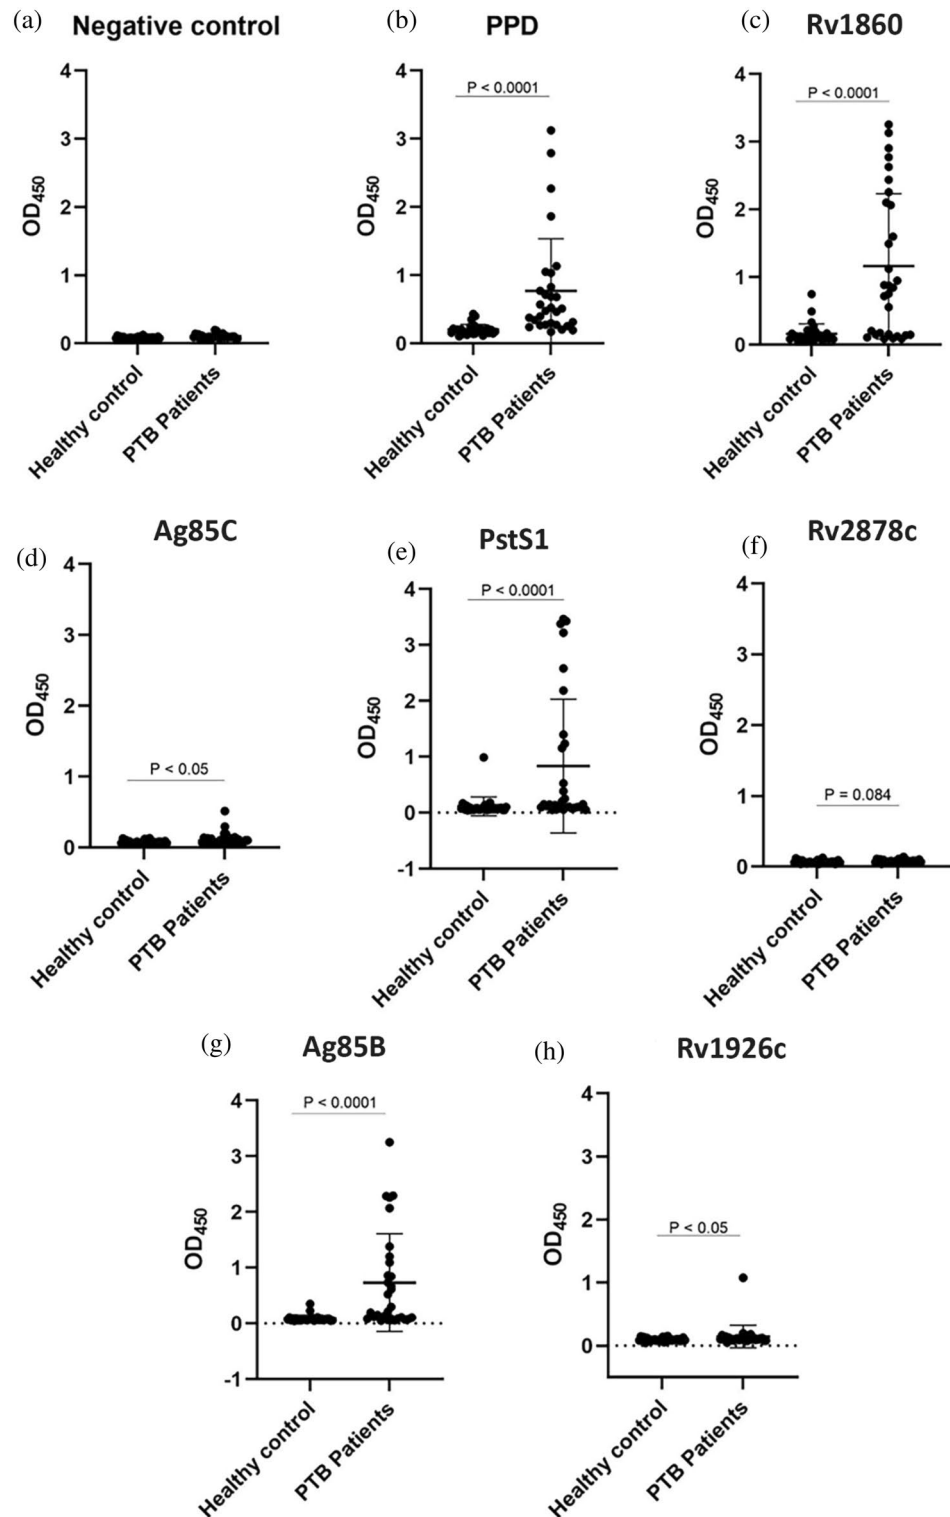 (a) Negative control
4
3
2
1
0
OD450
Healthy control
PTB Patients
(b) PPD
P < 0.0001
4
3
2
1
0
OD450
Healthy control
PTB Patients
(c) Rv1860
P < 0.0001
4
3
2
1
0
OD450
Healthy control
PTB Patients
(d) Ag85C
4
3
2
1
0
OD450
P < 0.05
Healthy control
PTB Patients
(e) PstS1
P < 0.0001
4
3
2
1
0
-1
OD450
Healthy control
PTB Patients
(f) Rv2878c
4
3
2
1
0
OD450
P = 0.084
Healthy control
PTB Patients
(g) Ag85B
P < 0.0001
4
3
2
1
0
-1
OD450
Healthy control
PTB Patients
(h) Rv1926c
4
3
2
1
0
OD450
P < 0.05
Healthy control
PTB Patients